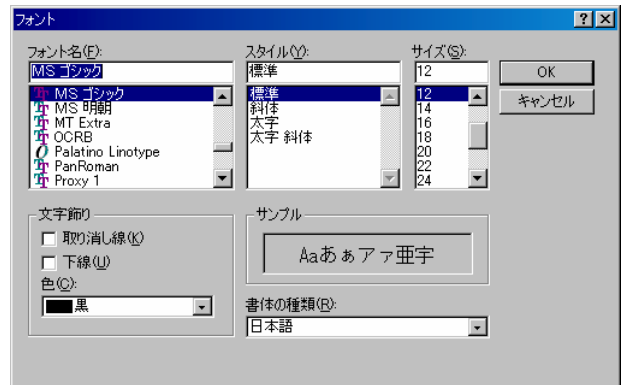 フォント
フォント名(F):
MS ゴシック
MS ゴシック
MS 明朝
MT Extra
OCRB
Palatino Linotype
PanRoman
Proxy 1
スタイル(Y):
標準
標準
斜体
太字
太字 斜体
サイズ(S):
12
12
14
16
18
20
22
24
OK
キャンセル
文字飾り
取り消し線(K)
下線(U)
色(C):
黒
サンプル
Aaあぁアァ亜宇
書体の種類(R):
日本語